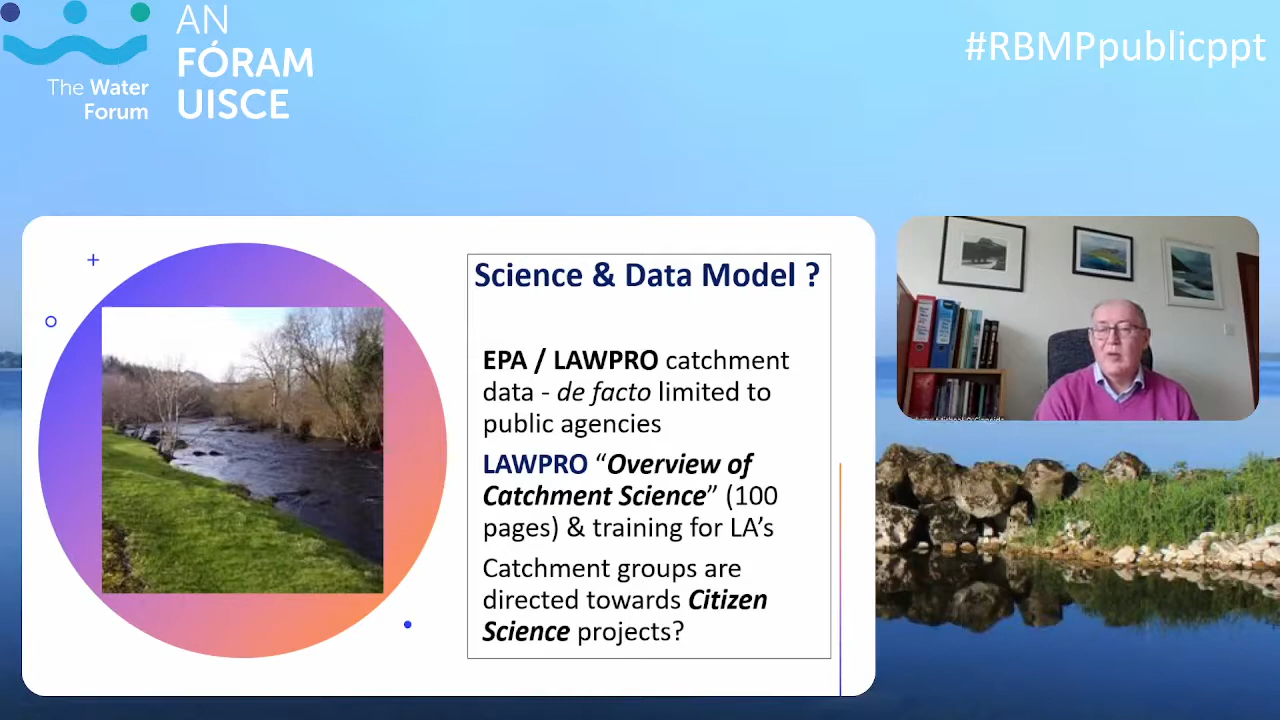 AN
FÓRAM
UISCE
The Water
Forum
#RBMPpublicppt
Science & Data Model ?
EPA / LAWPRO catchment
data - de facto limited to
public agencies
LAWPRO “Overview of
Catchment Science” (100
pages) & training for LA’s
Catchment groups are
directed towards Citizen
Science projects?